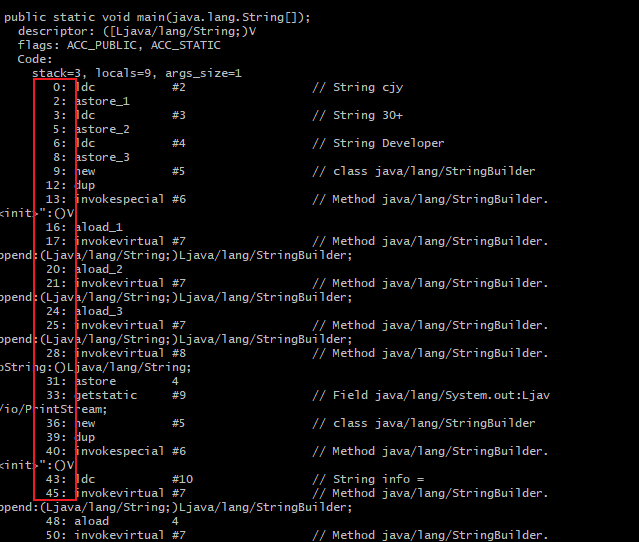 public static void main(java.lang.String[]);
descriptor: ([Ljava/lang/String;)V
flags: ACC_PUBLIC, ACC_STATIC
Code:
stack=3, locals=9, args_size=1
0: ldc #2 // String cjy
2: astore_1
3: ldc #3 // String 30+
5: astore_2
6: ldc #4 // String Developer
8: astore_3
9: new #5 // class java/lang/StringBuilder
12: dup
13: invokespecial #6 // Method java/lang/StringBuilder.
<init>":()V
16: aload_1
17: invokevirtual #7 // Method java/lang/StringBuilder.
ppend:(Ljava/lang/String;)Ljava/lang/StringBuilder;
20: aload_2
21: invokevirtual #7 // Method java/lang/StringBuilder.
ppend:(Ljava/lang/String;)Ljava/lang/StringBuilder;
24: aload_3
25: invokevirtual #7 // Method java/lang/StringBuilder.
ppend:(Ljava/lang/String;)Ljava/lang/StringBuilder;
28: invokevirtual #8 // Method java/lang/StringBuilder.
oString:()Ljava/lang/String;
31: astore 4
33: getstatic #9 // Field java/lang/System.out:Ljav
/io/PrintStream;
36: new #5 // class java/lang/StringBuilder
39: dup
40: invokespecial #6 // Method java/lang/StringBuilder.
<init>":()V
43: ldc #10 // String info =
45: invokevirtual #7 // Method java/lang/StringBuilder.
ppend:(Ljava/lang/String;)Ljava/lang/StringBuilder;
48: aload 4
50: invokevirtual #7 // Method java/lang/StringBuilder.